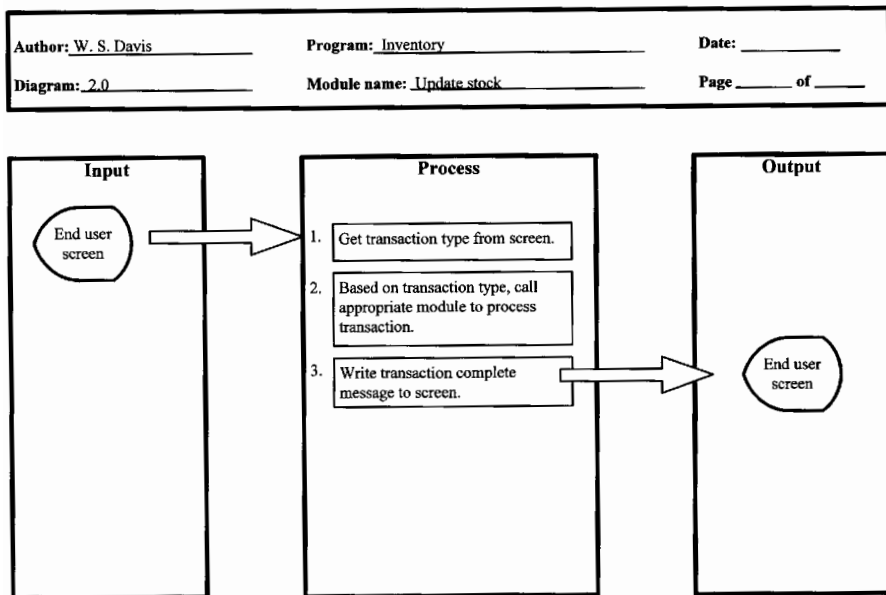 Author: W. S. Davis Program: Inventory Date:
Diagram: 2.0 Module name: Update stock Page of
Input
End user
screen
Process
1. Get transaction type from screen.
2. Based on transaction type, call
appropriate module to process
transaction.
3. Write transaction complete
message to screen.
Output
End user
screen